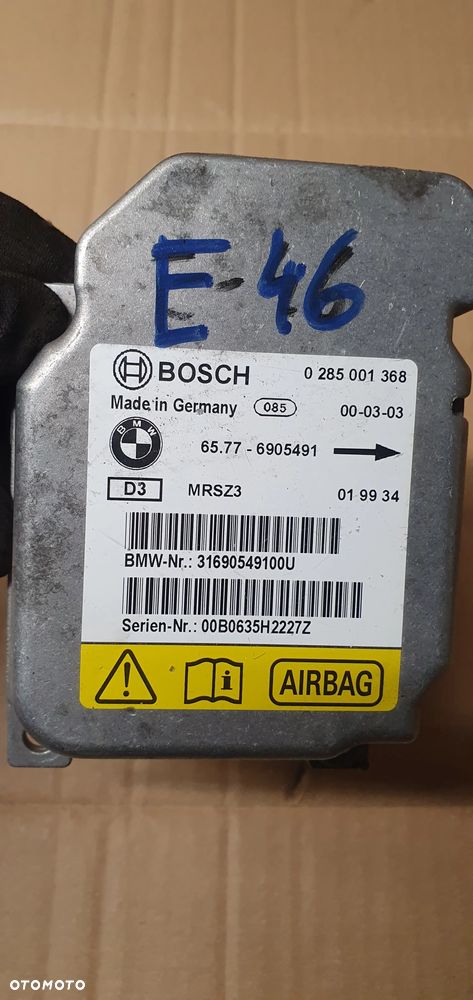 E-46
BOSCH 0 285 001 368
Made in Germany 085 00-03-03
BMW 65.77 - 6905491
D3 MRSZ3 01 99 34
BMW-Nr.: 31690549100U
Serien-Nr.: 00B0635H2227Z
AIRBAG
OTOMOTO